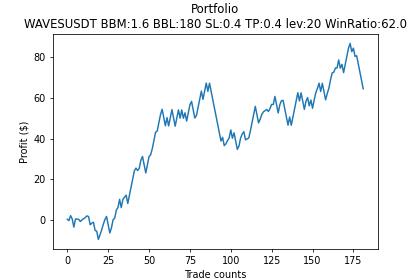 Portfolio
WAVESUSDT BBM:1.6 BBL:180 SL:0.4 TP:0.4 lev:20 WinRatio:62.0
80
60
40
20
0
Profit ($)
0 25 50 75 100 125 150 175
Trade counts